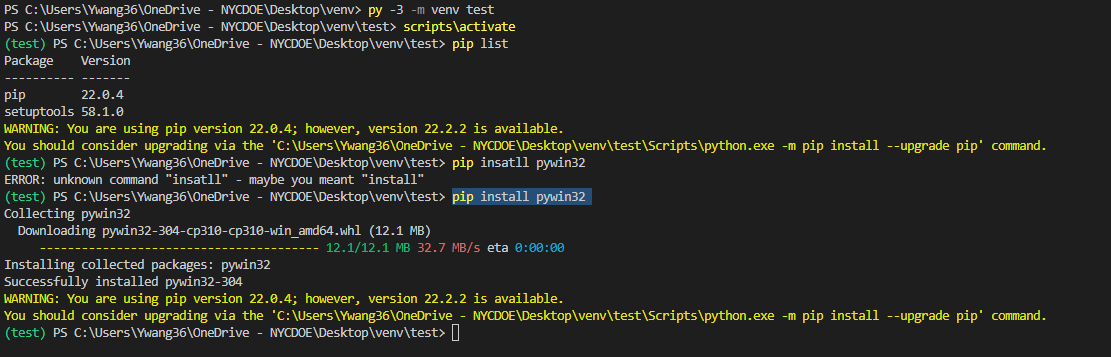 PS C:\Users\Ywang36\OneDrive - NYCDOE\Desktop\venv> py -3 -m venv test
PS C:\Users\Ywang36\OneDrive - NYCDOE\Desktop\venv\test> scripts\activate
(test) PS C:\Users\Ywang36\OneDrive - NYCDOE\Desktop\venv\test> pip list
Package    Version
---------- -------
pip        22.0.4
setuptools 58.1.0
WARNING: You are using pip version 22.0.4; however, version 22.2.2 is available.
You should consider upgrading via the 'C:\Users\Ywang36\OneDrive - NYCDOE\Desktop\venv\test\Scripts\python.exe -m pip install --upgrade pip' command.
(test) PS C:\Users\Ywang36\OneDrive - NYCDOE\Desktop\venv\test> pip insatll pywin32
ERROR: unknown command "insatll" - maybe you meant "install"
(test) PS C:\Users\Ywang36\OneDrive - NYCDOE\Desktop\venv\test> pip install pywin32
Collecting pywin32
  Downloading pywin32-304-cp310-cp310-win_amd64.whl (12.1 MB)
     ---------------------------------------- 12.1/12.1 MB 32.7 MB/s eta 0:00:00
Installing collected packages: pywin32
Successfully installed pywin32-304
WARNING: You are using pip version 22.0.4; however, version 22.2.2 is available.
You should consider upgrading via the 'C:\Users\Ywang36\OneDrive - NYCDOE\Desktop\venv\test\Scripts\python.exe -m pip install --upgrade pip' command.
(test) PS C:\Users\Ywang36\OneDrive - NYCDOE\Desktop\venv\test>